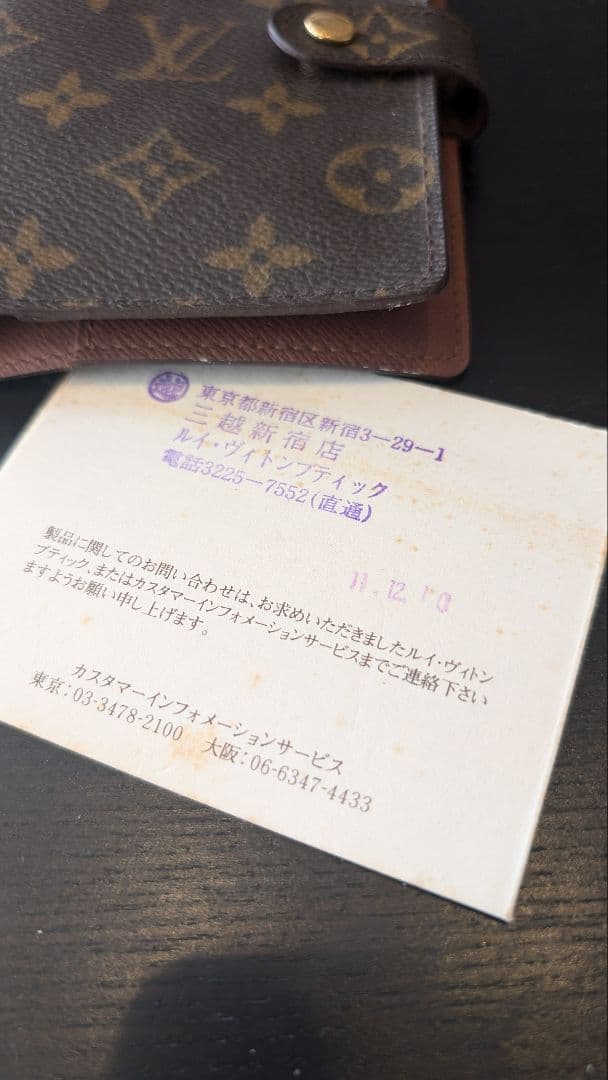 越
東京都新宿区新宿3-29-1
三越新宿店
ルイ・ヴィトンブティック
電話3225-7552(直通)
11.12.10
製品に関してのお問い合わせは、お求めいただきましたルイ・ヴィトン
ブティック、またはカスタマーインフォメーションサービスまでご連絡下さい
ますようお願い申し上げます。
カスタマーインフォメーションサービス
東京:03-3478-2100 大阪:06-6347-4433